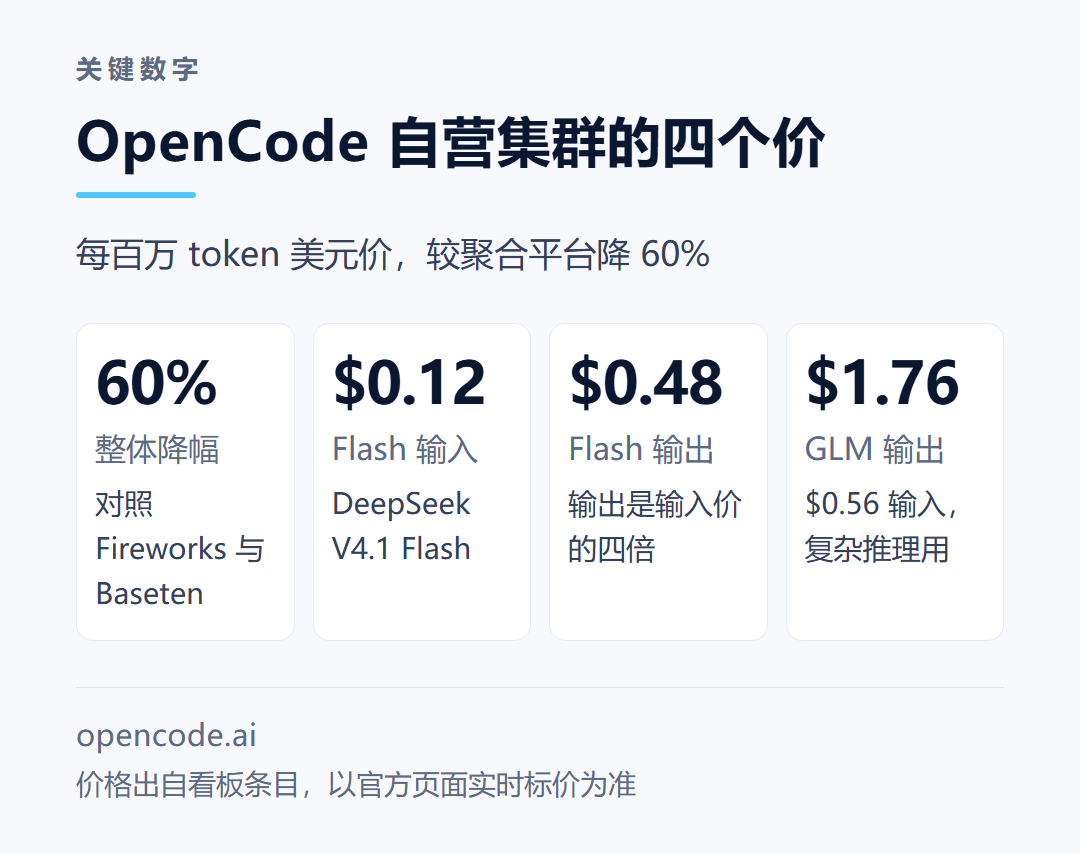 关键数字
OpenCode 自营集群的四个价
每百万 token 美元价，较聚合平台降 60%
60%
整体降幅
对照
Fireworks 与
Baseten
$0.12
Flash 输入
DeepSeek
V4.1 Flash
$0.48
Flash 输出
输出是输入价
的四倍
$1.76
GLM 输出
$0.56 输入，
复杂推理用
opencode.ai
价格出自看板条目，以官方页面实时标价为准